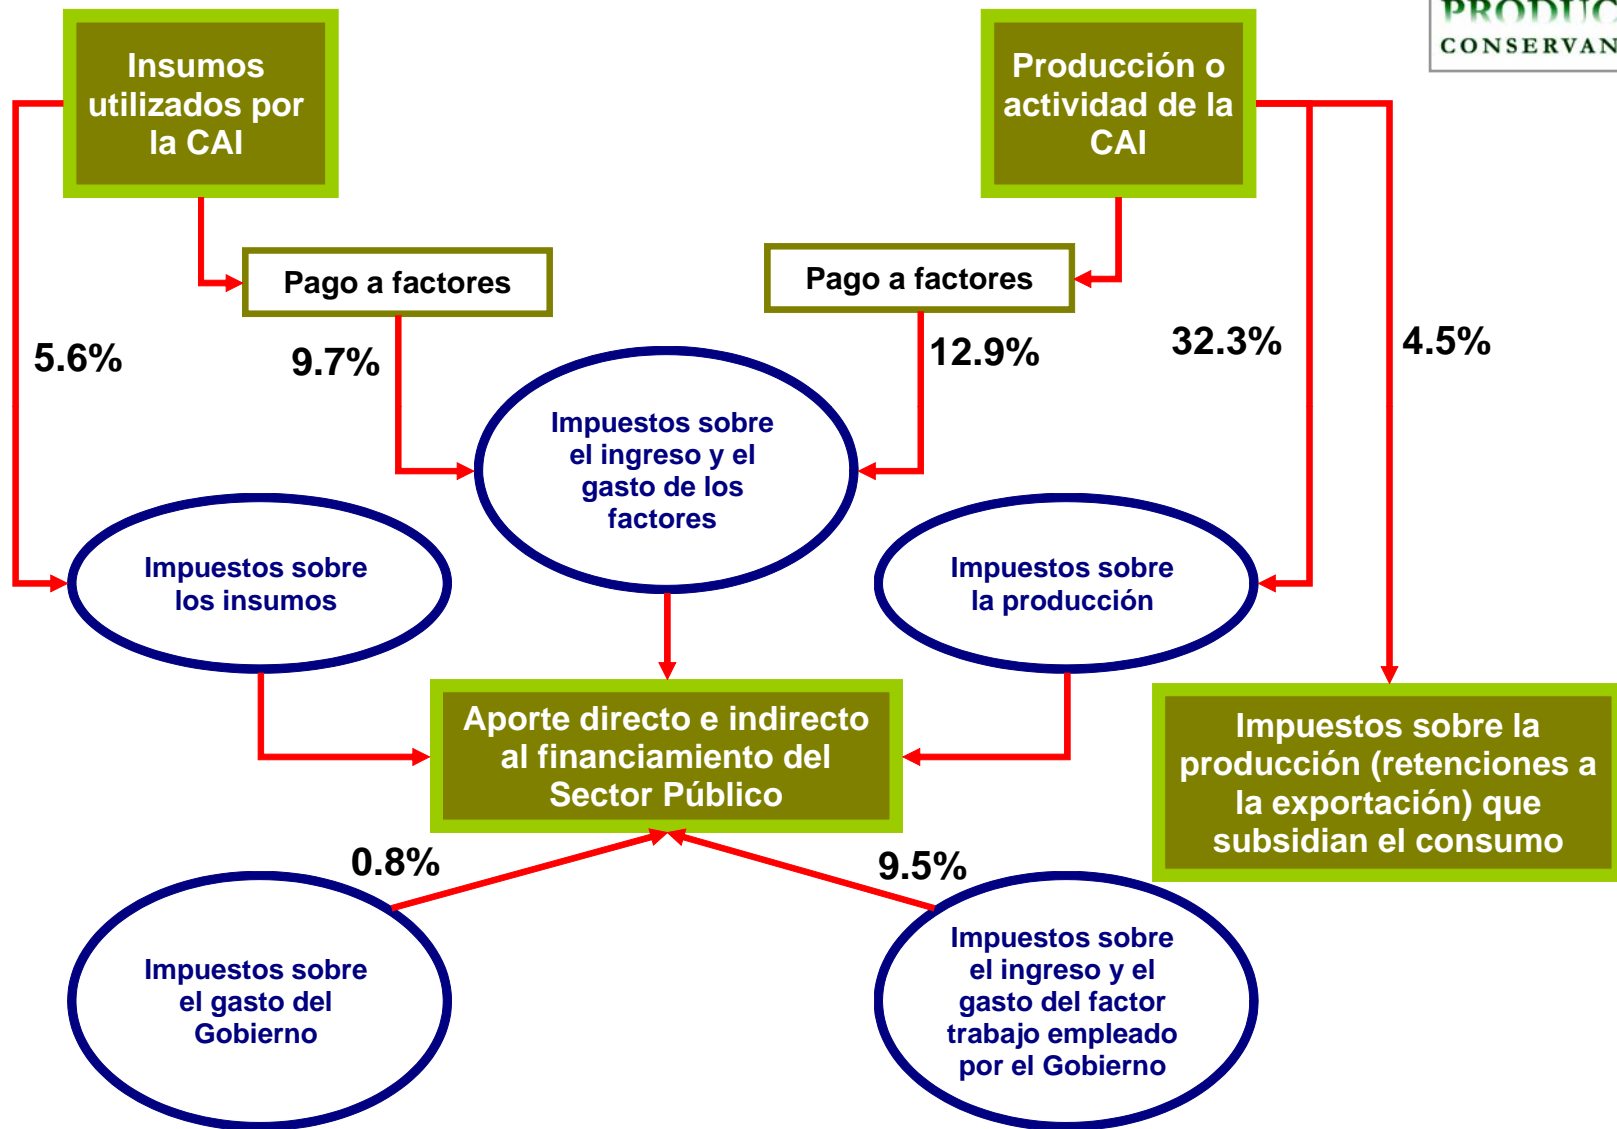 PRODUC
CONSERVAN
Insumos
utilizados por
la CAI
Producción o
actividad de la
CAI
Pago a factores
Pago a factores
5.6%
9.7%
12.9%
32.3%
4.5%
Impuestos sobre
el ingreso y el
gasto de los
factores
Impuestos sobre
los insumos
Impuestos sobre
la producción
Aporte directo e indirecto
al financiamiento del
Sector Público
Impuestos sobre la
producción (retenciones a
la exportación) que
subsidian el consumo
0.8%
9.5%
Impuestos sobre
el gasto del
Gobierno
Impuestos sobre
el ingreso y el
gasto del factor
trabajo empleado
por el Gobierno